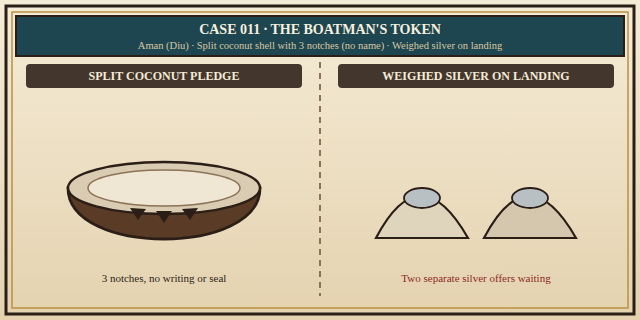 CASE 011 · THE BOATMAN'S TOKEN
Aman (Diu) · Split coconut shell with 3 notches (no name) · Weighed silver on landing
SPLIT COCONUT PLEDGE
WEIGHED SILVER ON LANDING
3 notches, no writing or seal
Two separate silver offers waiting